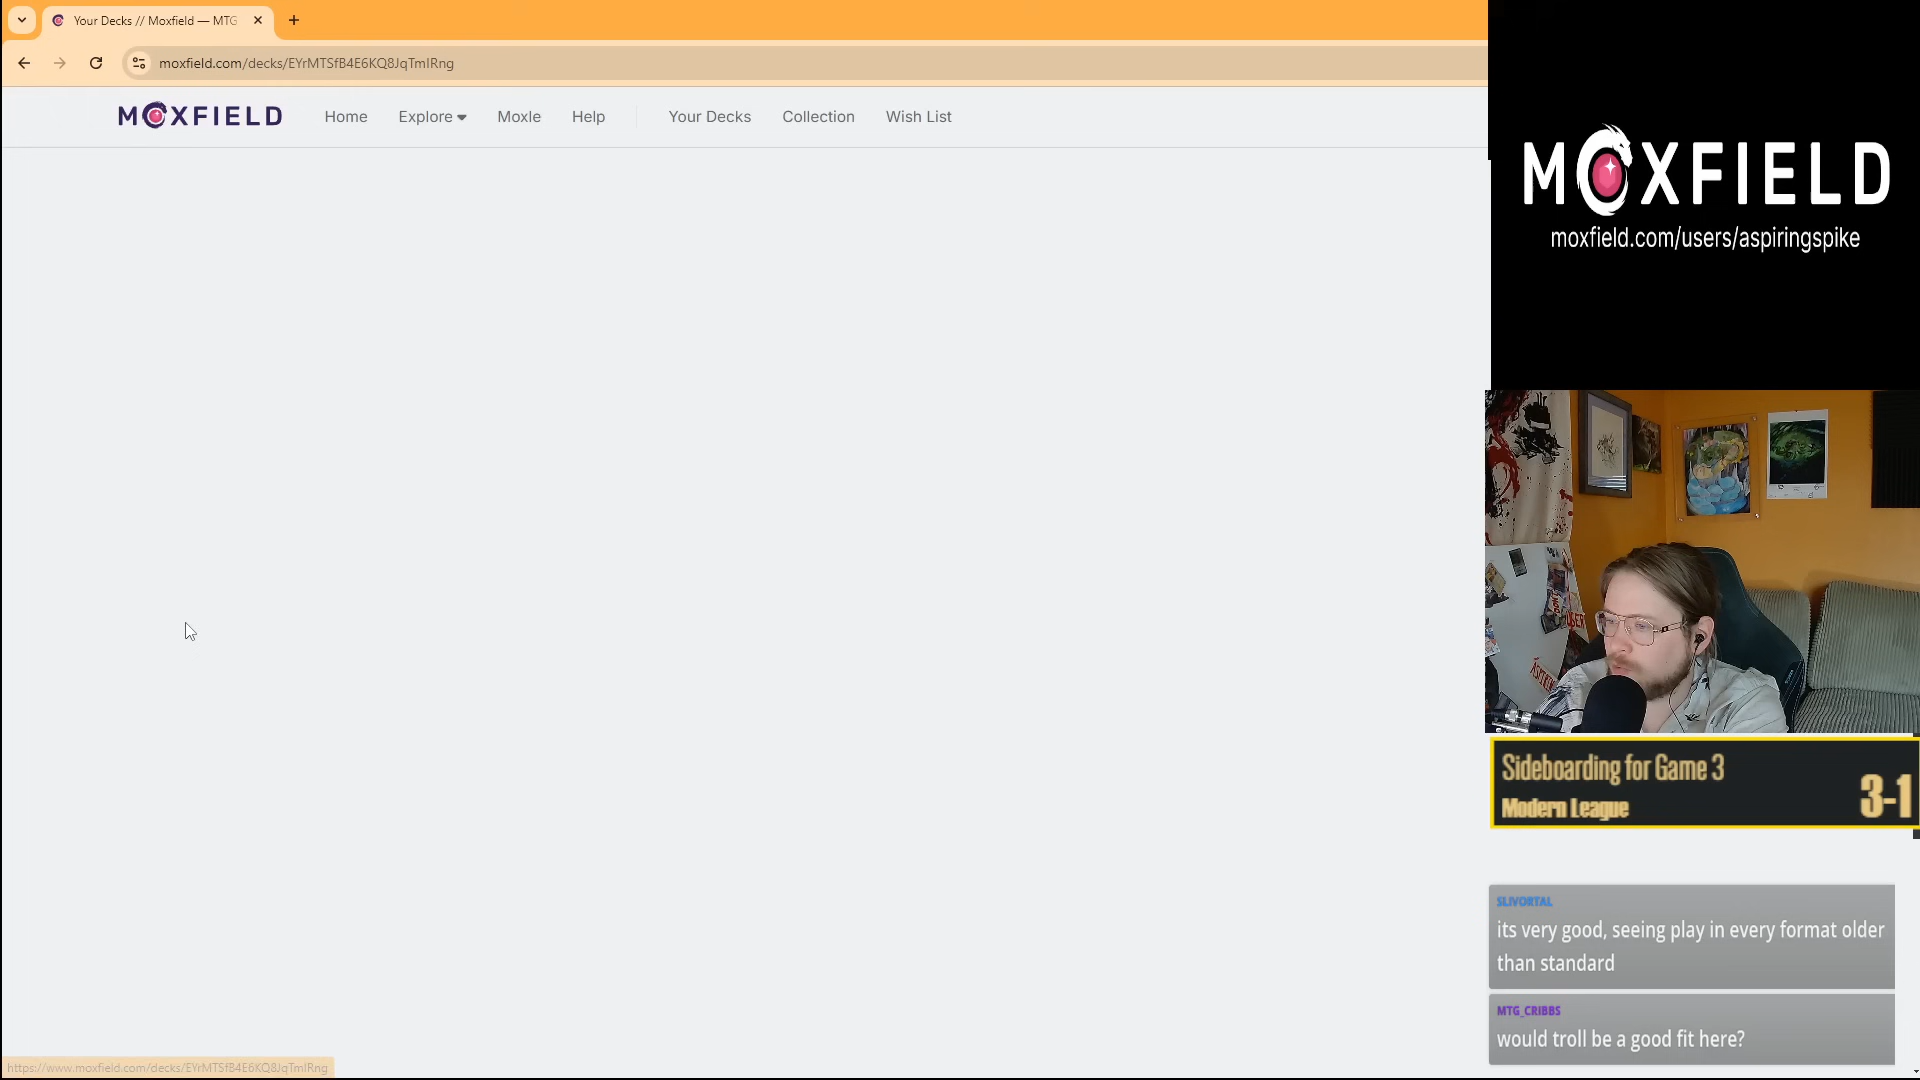 Your Decks // Moxfield — MTG
moxfield.com/decks/EYrMTSfB4E6KQ8JqTmIRng
MOXFIELD
Home
Explore
Moxle
Help
Your Decks
Collection
Wish List
MOXFIELD
moxfield.com/users/aspiringspike
Sideboarding for Game 3
Modern League
3-1
SLIVORTAL
its very good, seeing play in every format older
than standard
MTG_CRIBBS
would troll be a good fit here?
https://www.moxfield.com/decks/EYrMTSfB4E6KQ8JqTmIRng